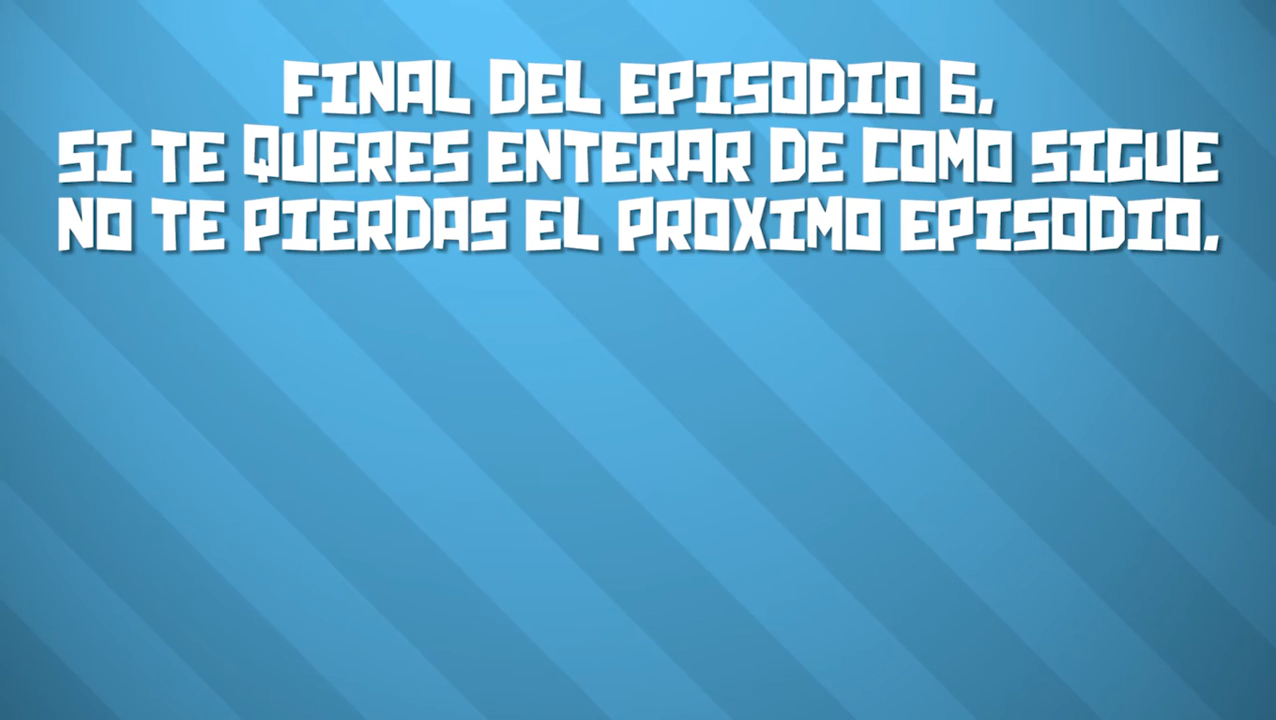 FINAL DEL EPISODIO 6.
SI TE QUERES ENTERAR DE COMO SIGUE
NO TE PIERDAS EL PROXIMO EPISODIO.